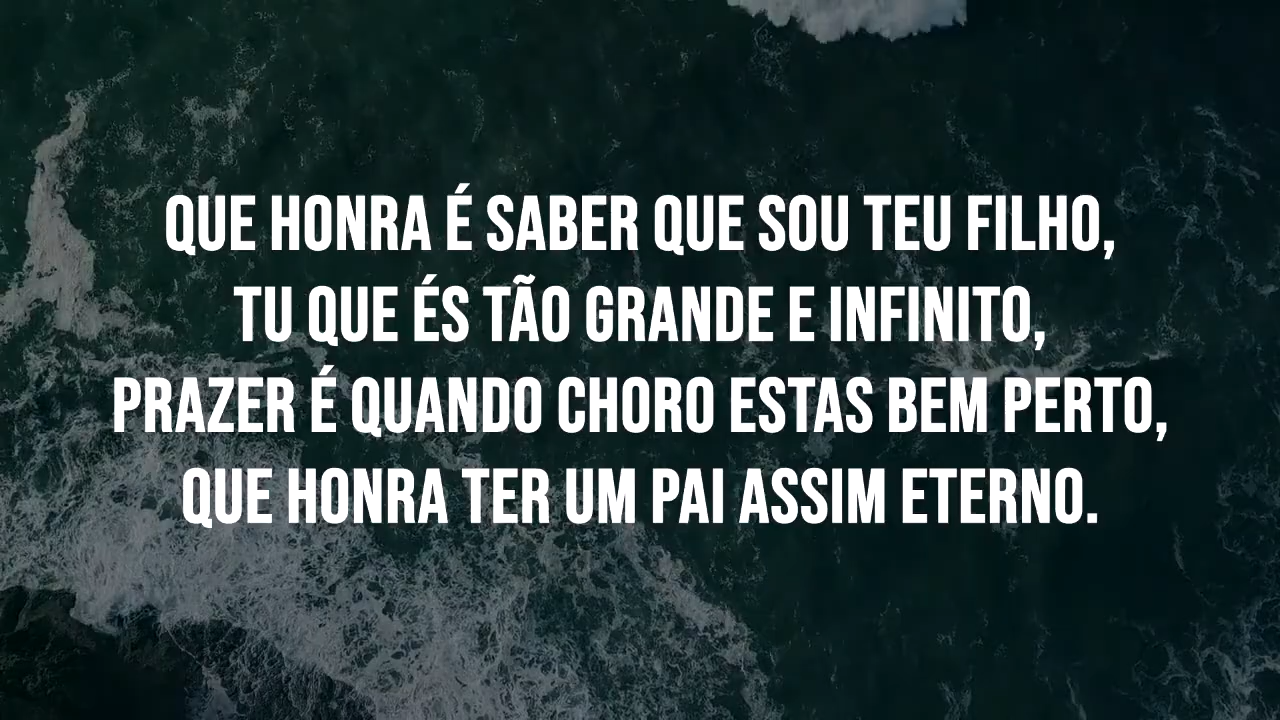 QUE HONRA É SABER QUE SOU TEU FILHO,
TU QUE ÉS TÃO GRANDE E INFINITO,
PRAZER É QUANDO CHORO ESTAS BEM PERTO,
QUE HONRA TER UM PAI ASSIM ETERNO.